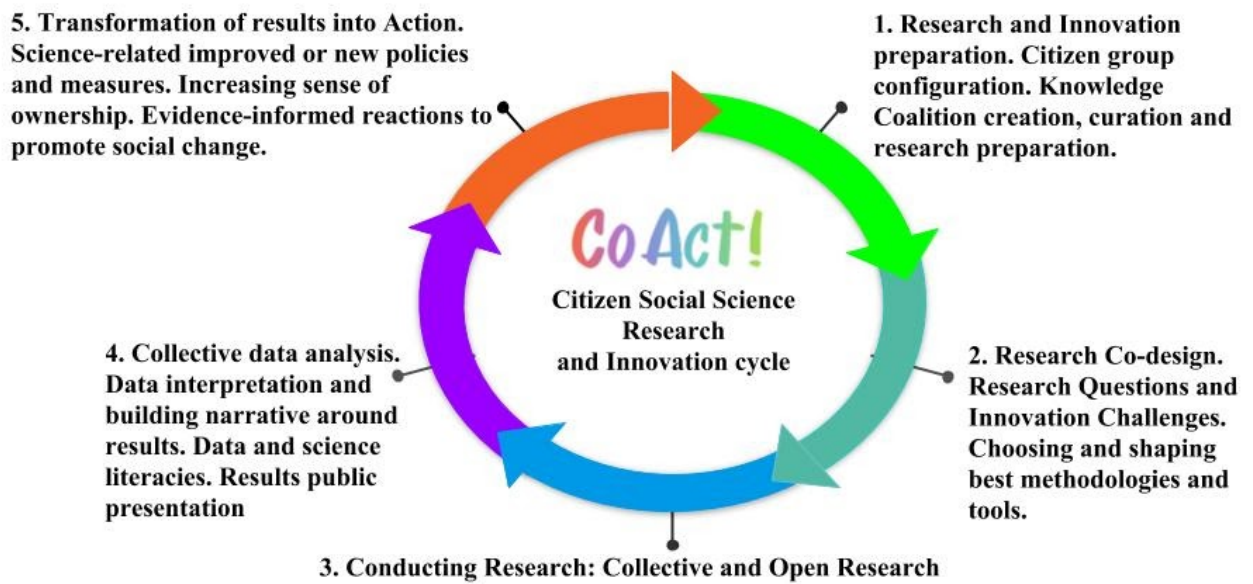 5. Transformation of results into Action.
Science-related improved or new policies
and measures. Increasing sense of
ownership. Evidence-informed reactions to
promote social change.
1. Research and Innovation
preparation. Citizen group
configuration. Knowledge
Coalition creation, curation and
research preparation.
CoAct!
Citizen Social Science
Research
and Innovation cycle
4. Collective data analysis.
Data interpretation and
building narrative around
results. Data and science
literacies. Results public
presentation
2. Research Co-design.
Research Questions and
Innovation Challenges.
Choosing and shaping
best methodologies and
tools.
3. Conducting Research: Collective and Open Research